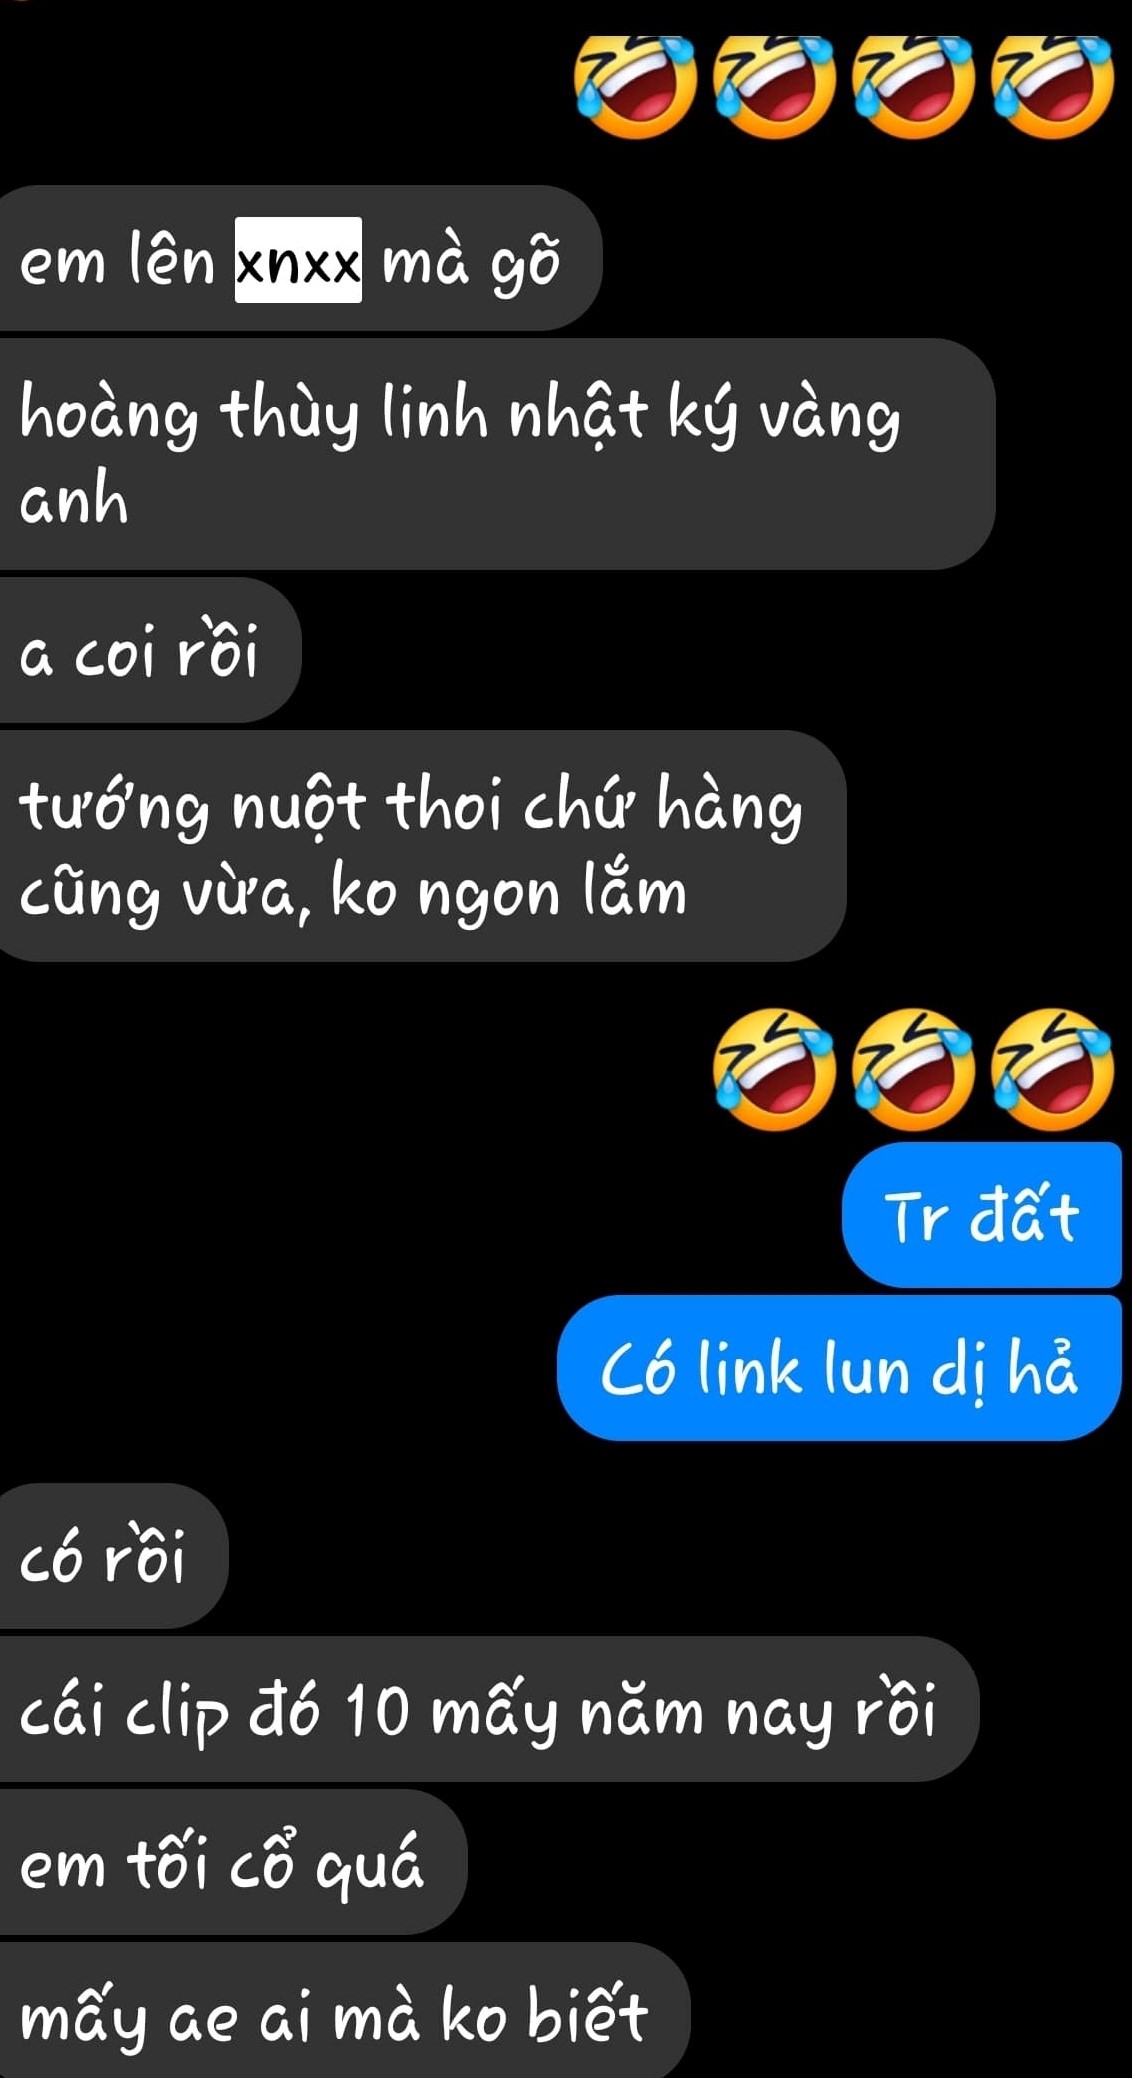 em lên xnxx mà gõ
hoàng thùy linh nhật ký vàng
anh
a coi rồi
tướng nuột thoi chứ hàng
cũng vừa, ko ngon lắm
Tr đất
Có link lun dị hả
có rồi
cái clip đó 10 mấy năm nay rồi
em tối cổ quá
mấy ae ai mà ko biết